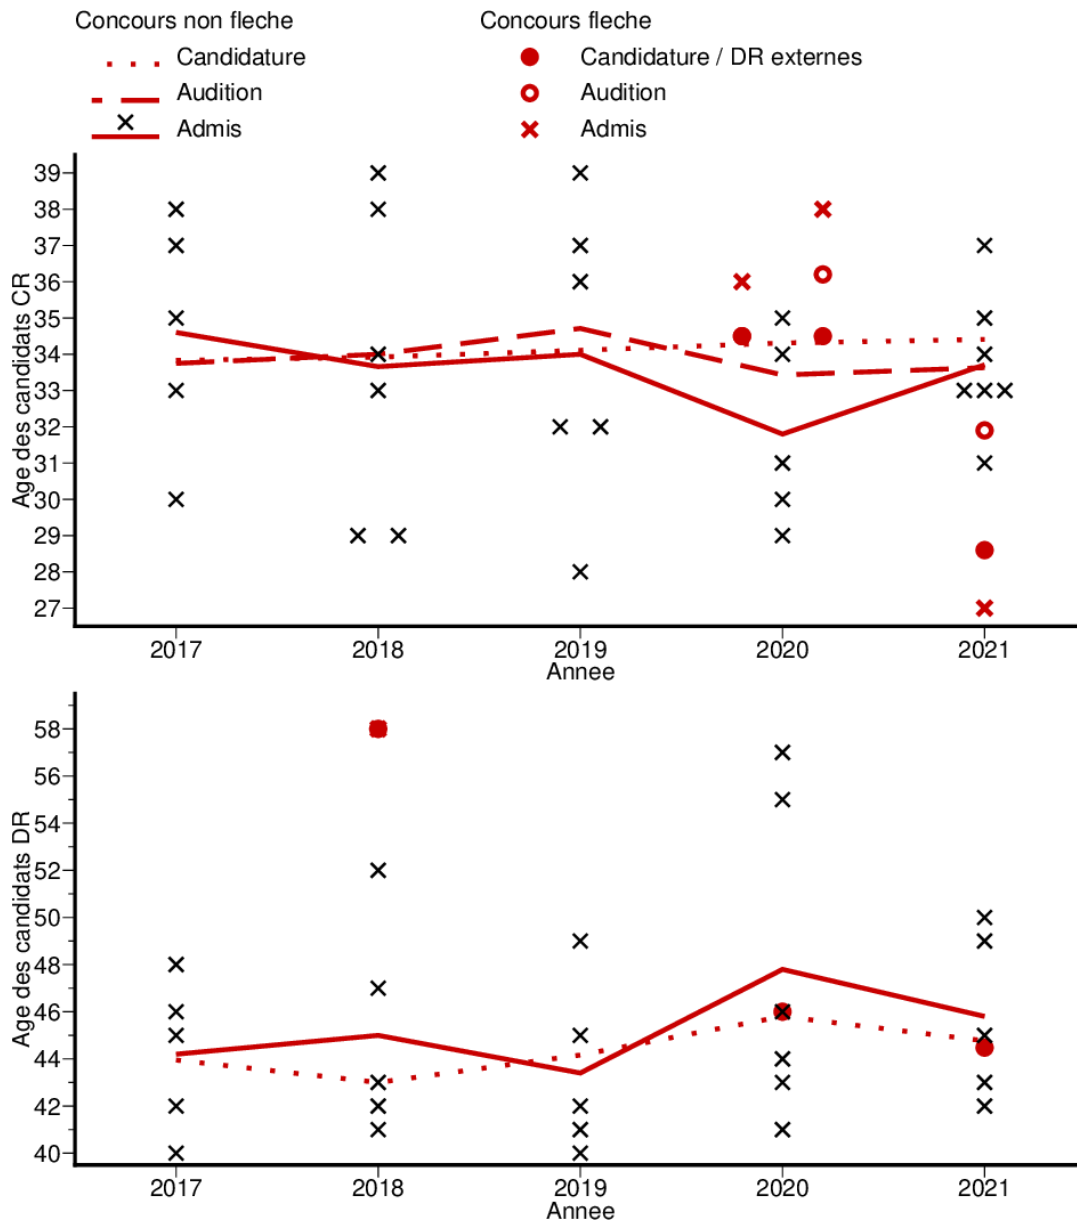 Concours non fleche
Candidature
Audition
Admis
Concours fleche
Candidature / DR externes
Audition
Admis
Age des candidats CR
39
38
37
36
35
34
33
32
31
30
29
28
27
2017 2018 2019 2020 2021
Annee
Age des candidats DR
58
56
54
52
50
48
46
44
42
40
2017 2018 2019 2020 2021
Annee